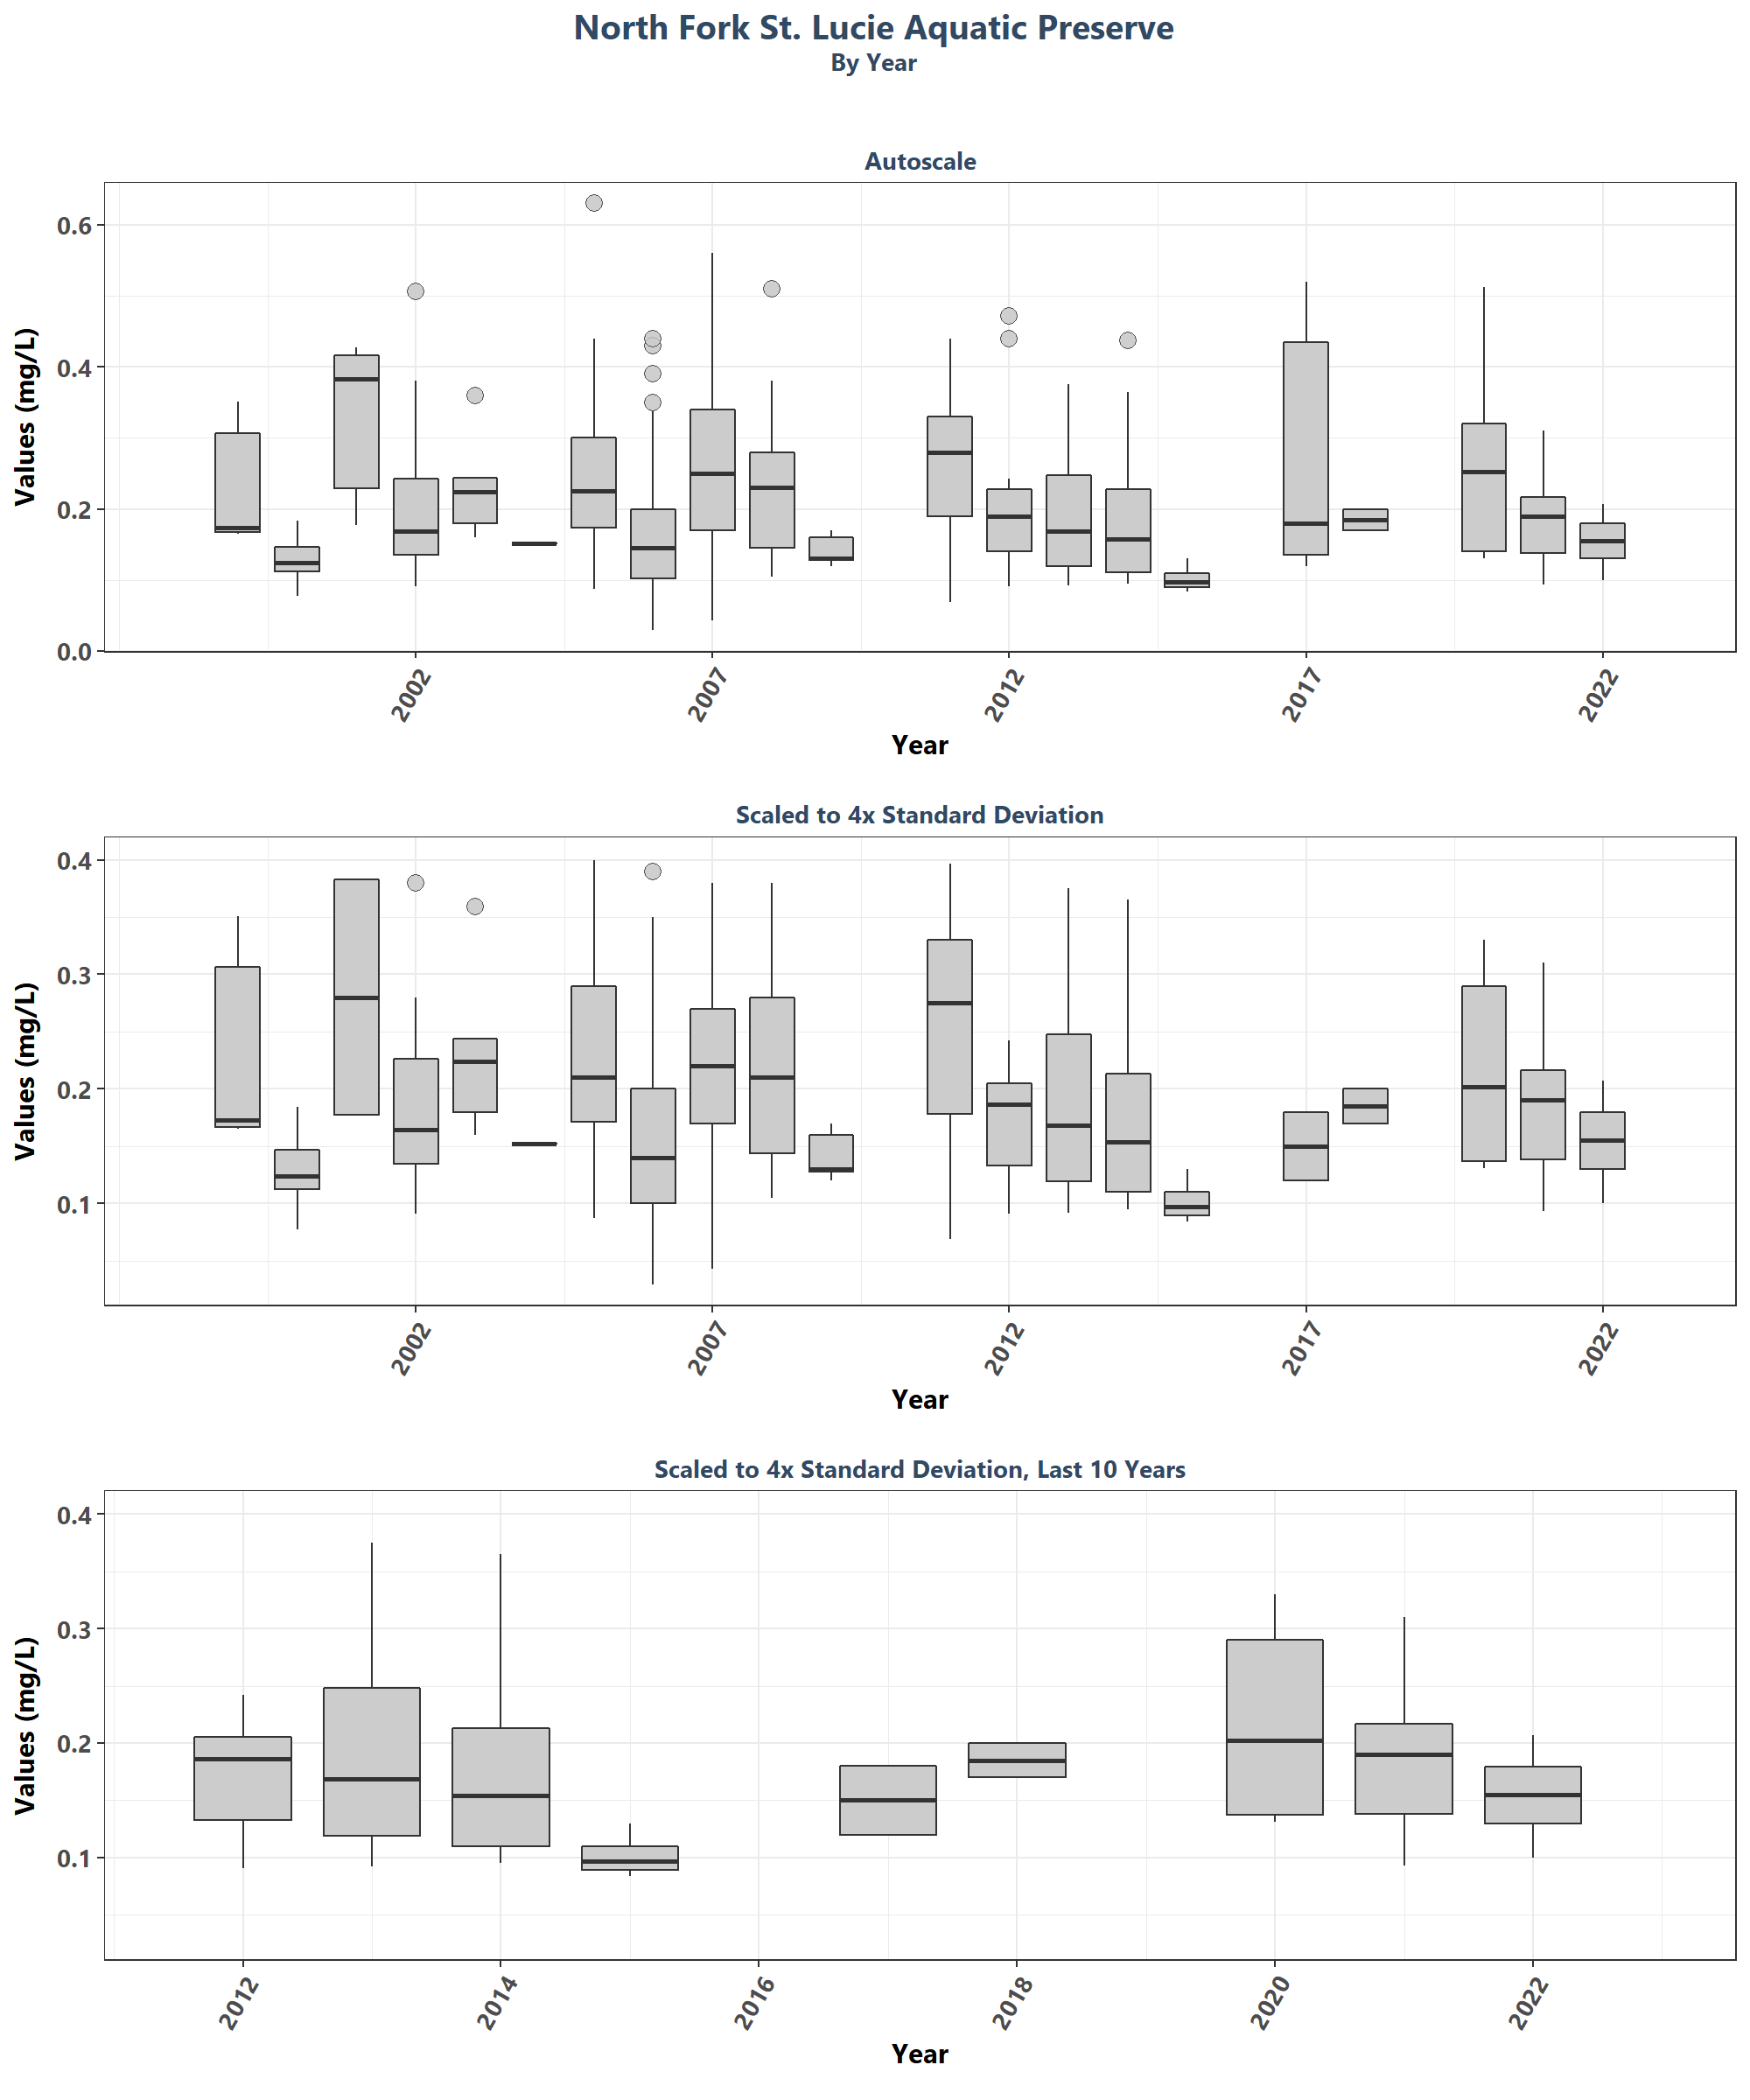 North Fork St. Lucie Aquatic Preserve
By Year
Autoscale
Values (mg/L)
0.6
0.4
0.2
0.0
2002
2007
2012
2017
2022
Year
Scaled to 4x Standard Deviation
Values (mg/L)
0.4
0.3
0.2
0.1
2002
2007
2012
2017
2022
Year
Scaled to 4x Standard Deviation, Last 10 Years
Values (mg/L)
0.4
0.3
0.2
0.1
2012
2014
2016
2018
2020
2022
Year